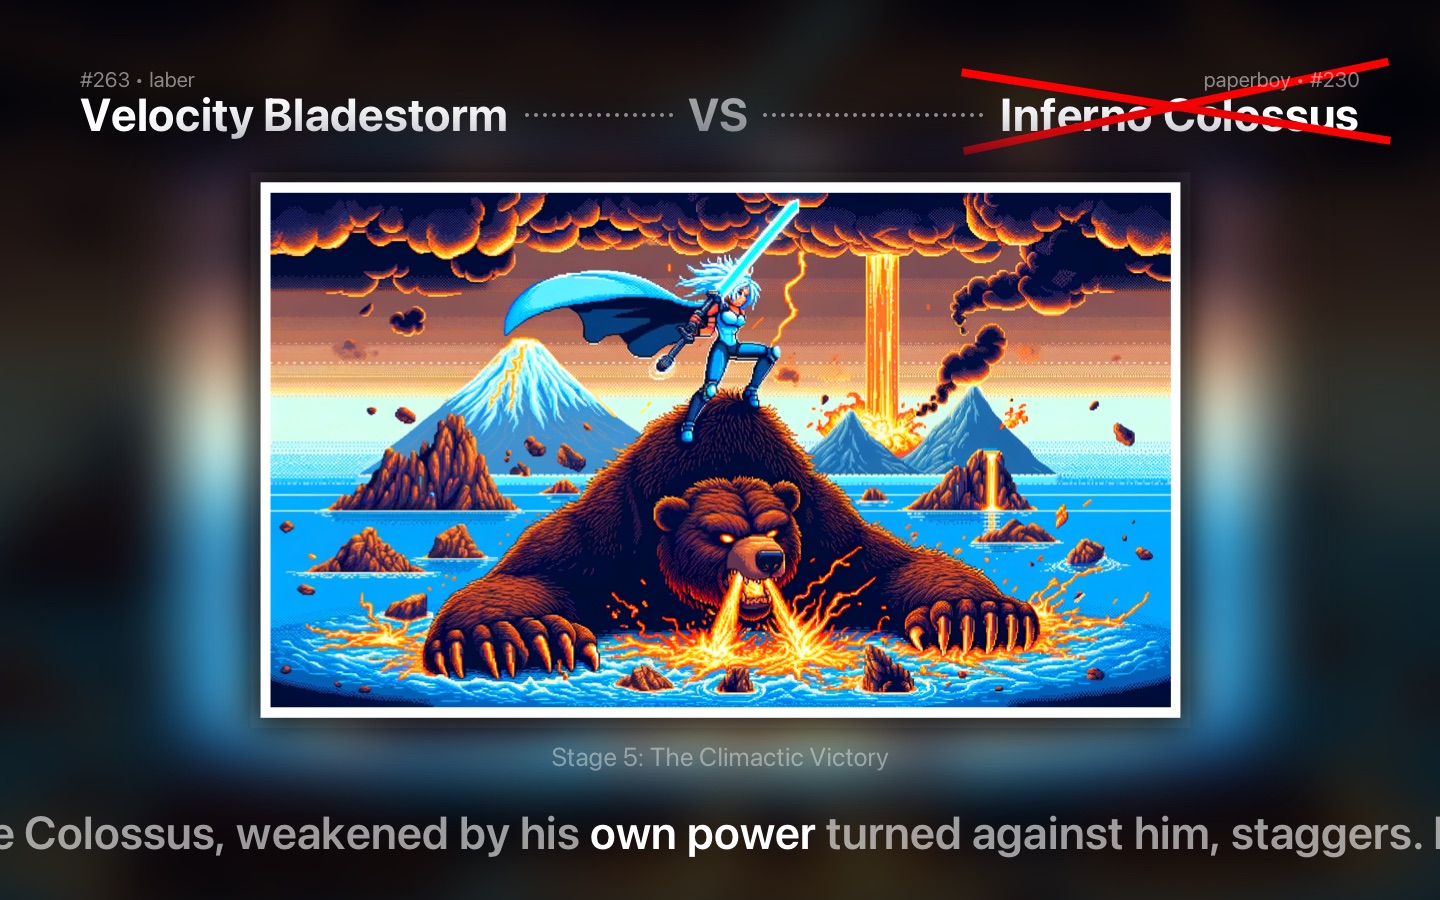 #263 • laber
paperboy • #230
Velocity Bladestorm VS Inferno Colossus
Stage 5: The Climactic Victory
Colossus, weakened by his own power turned against him, staggers.